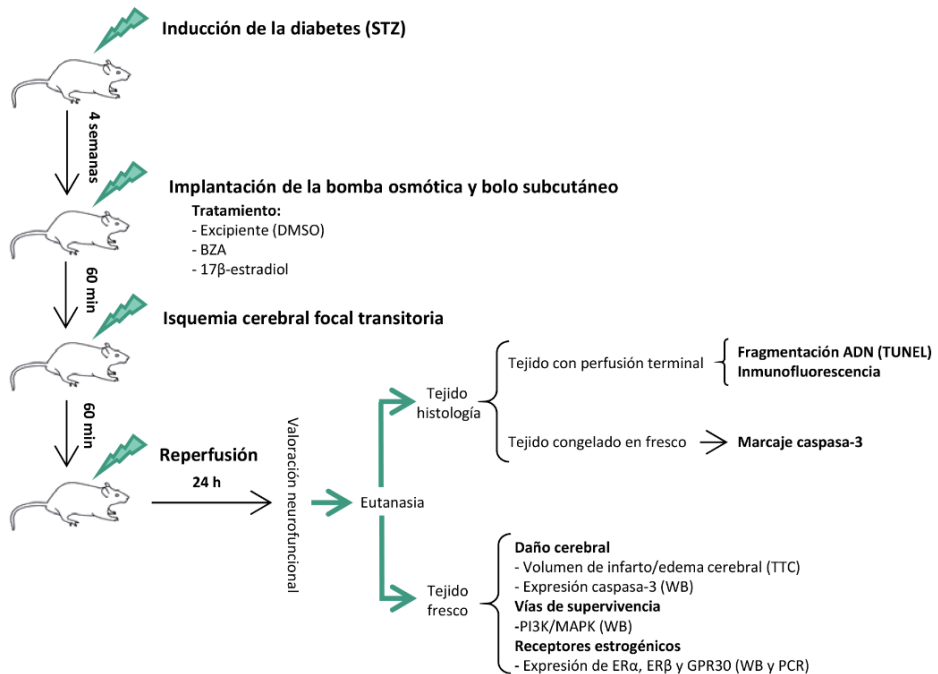 Inducción de la diabetes (STZ)
4 semanas
Implantación de la bomba osmótica y bolo subcutáneo
Tratamiento:
- Excipiente (DMSO)
- BZA
- 17β-estradiol
60 min
Isquemia cerebral focal transitoria
60 min
Reperfusión
24 h
Valoración neurofuncional
Eutanasia
Tejido
histología
Tejido con perfusión terminal
Fragmentación ADN (TUNEL)
Inmunofluorescencia
Tejido congelado en fresco
Marcaje caspasa-3
Tejido
fresco
Daño cerebral
- Volumen de infarto/edema cerebral (TTC)
- Expresión caspasa-3 (WB)
Vías de supervivencia
-PI3K/MAPK (WB)
Receptores estrogénicos
- Expresión de ERα, ERβ y GPR30 (WB y PCR)